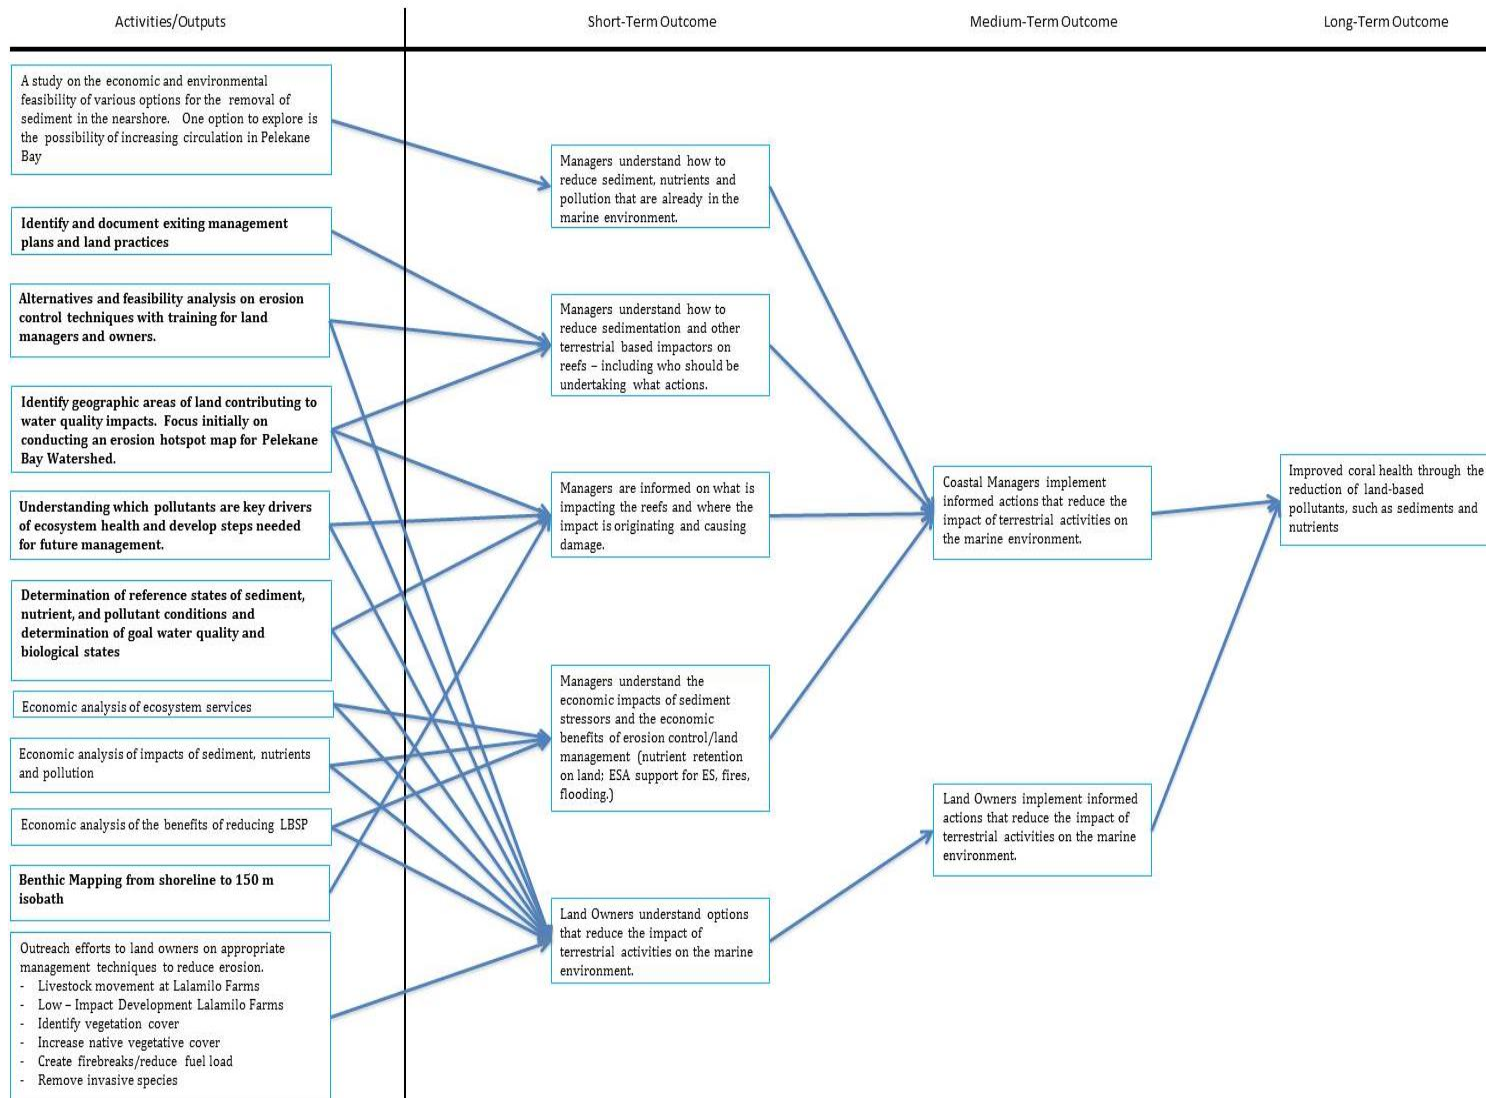 Activities/Outputs
Short-Term Outcome
Medium-Term Outcome
Long-Term Outcome
A study on the economic and environmental
feasibility of various options for the removal of
sediment in the nearshore. One option to explore is
the possibility of increasing circulation in Pelekane
Bay
Identify and document exiting management
plans and land practices
Alternatives and feasibility analysis on erosion
control techniques with training for land
managers and owners.
Identify geographic areas of land contributing to
water quality impacts. Focus initially on
conducting an erosion hotspot map for Pelekane
Bay Watershed.
Understanding which pollutants are key drivers
of ecosystem health and develop steps needed
for future management.
Determination of reference states of sediment,
nutrient, and pollutant conditions and
determination of goal water quality and
biological states
Economic analysis of ecosystem services
Economic analysis of impacts of sediment, nutrients
and pollution
Economic analysis of the benefits of reducing LBSP
Benthic Mapping from shoreline to 150 m
isobath
Outreach efforts to land owners on appropriate
management techniques to reduce erosion.
- Livestock movement at Lalamilo Farms
- Low – Impact Development Lalamilo Farms
- Identify vegetation cover
- Increase native vegetative cover
- Create firebreaks/reduce fuel load
- Remove invasive species
Managers understand how to
reduce sediment, nutrients and
pollution that are already in the
marine environment.
Managers understand how to
reduce sedimentation and other
terrestrial based impactors on
reefs – including who should be
undertaking what actions.
Managers are informed on what is
impacting the reefs and where the
impact is originating and causing
damage.
Managers understand the
economic impacts of sediment
stressors and the economic
benefits of erosion control/land
management (nutrient retention
on land; ESA support for ES, fires,
flooding.)
Land Owners understand options
that reduce the impact of
terrestrial activities on the marine
environment.
Coastal Managers implement
informed actions that reduce the
impact of terrestrial activities on
the marine environment.
Land Owners implement informed
actions that reduce the impact of
terrestrial activities on the marine
environment.
Improved coral health through the
reduction of land-based
pollutants, such as sediments and
nutrients